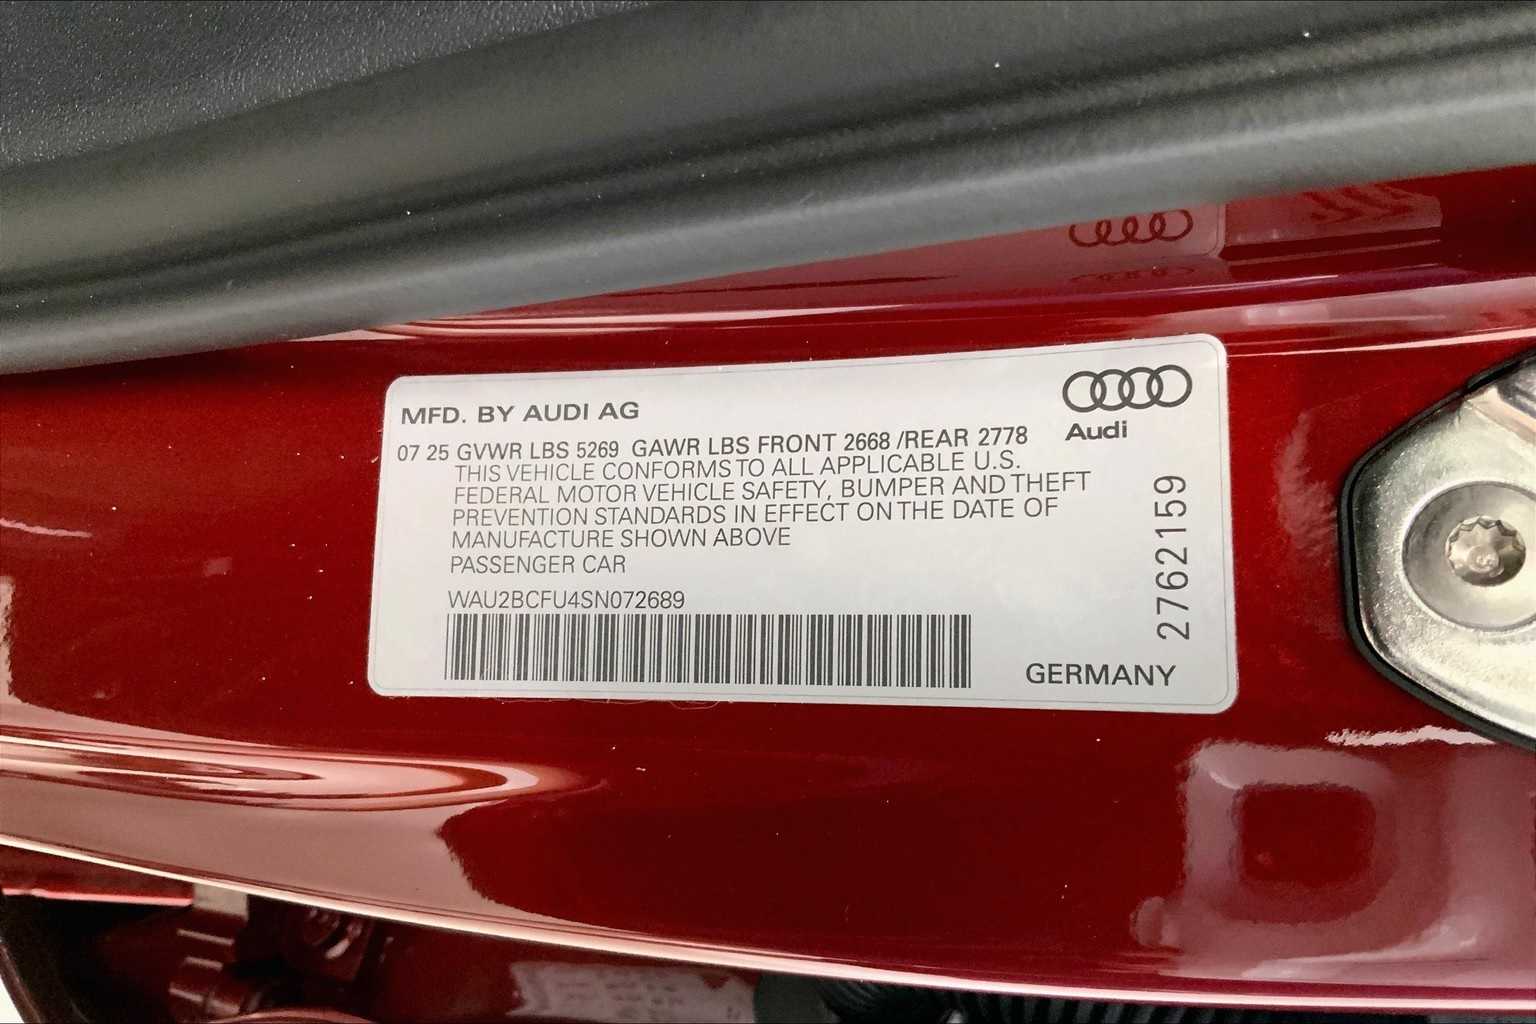 MFD. BY AUDI AG
Audi
07 25 GVWR LBS 5269 GAWR LBS FRONT 2668 /REAR 2778
THIS VEHICLE CONFORMS TO ALL APPLICABLE U.S.
FEDERAL MOTOR VEHICLE SAFETY, BUMPER AND THEFT
PREVENTION STANDARDS IN EFFECT ON THE DATE OF
MANUFACTURE SHOWN ABOVE
PASSENGER CAR
WAU2BCFU4SN072689
GERMANY
2762159